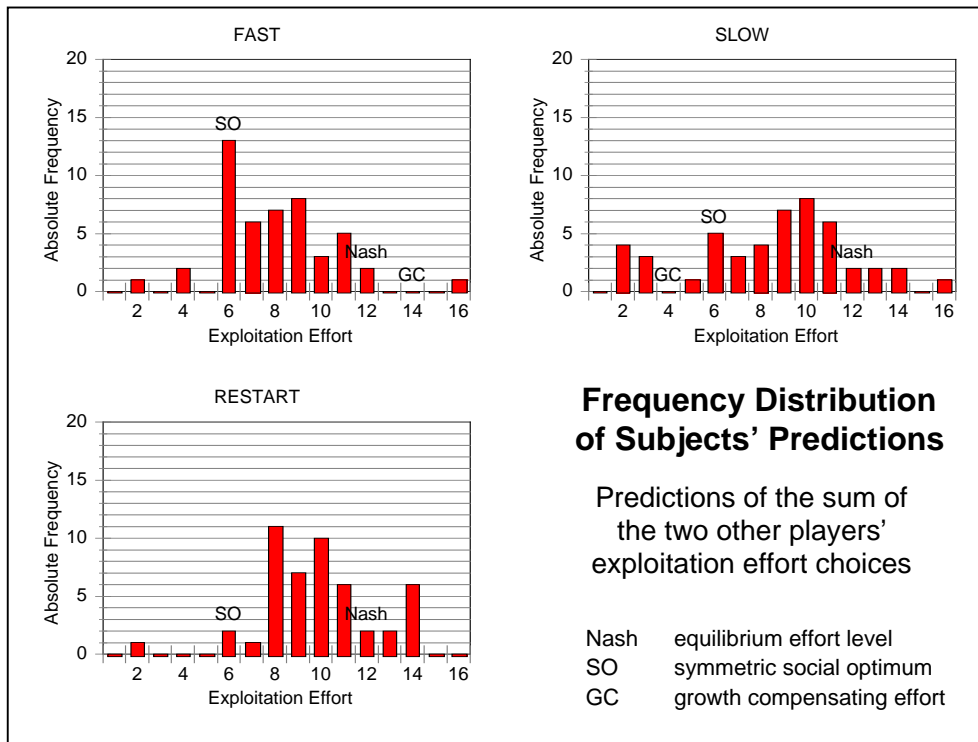 FAST
20
15
10
5
0
Absolute Frequency
SO
Nash
GC
2 4 6 8 10 12 14 16
Exploitation Effort
SLOW
20
15
10
5
0
Absolute Frequency
SO
GC
Nash
2 4 6 8 10 12 14 16
Exploitation Effort
RESTART
20
15
10
5
0
Absolute Frequency
SO
Nash
2 4 6 8 10 12 14 16
Exploitation Effort
Frequency Distribution
of Subjects’ Predictions
Predictions of the sum of
the two other players’
exploitation effort choices
Nash equilibrium effort level
SO symmetric social optimum
GC growth compensating effort